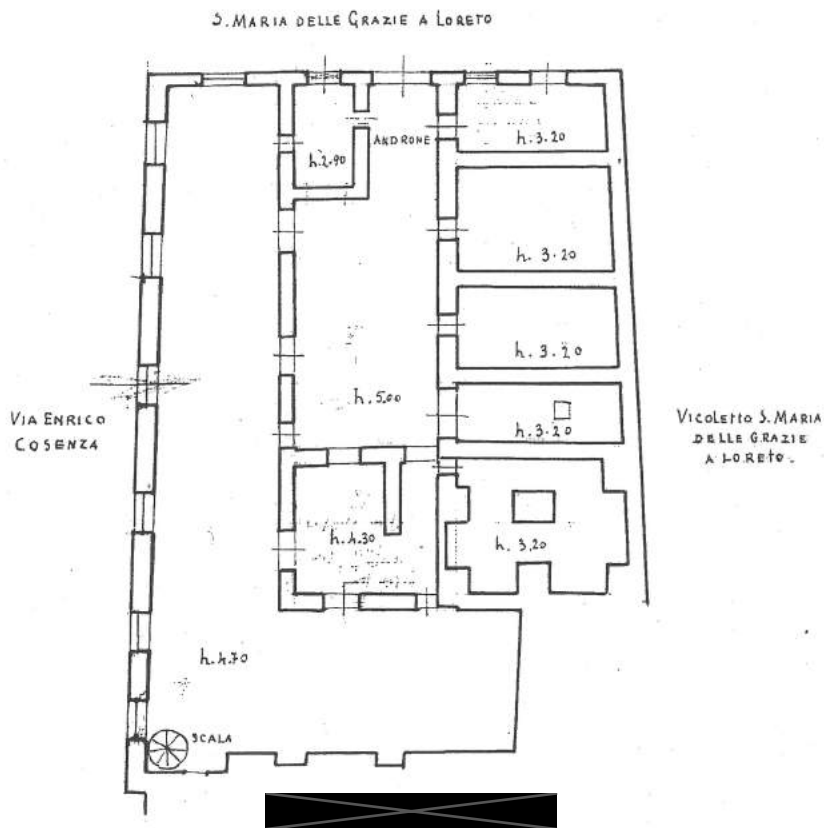 S. MARIA DELLE GRAZIE A LORETO
ANDRONE
h. 3.20
h. 2.90
h. 3.20
h. 3.20
h. 5.00
h. 3.20
VIA ENRICO
COSENZA
VICOLETTO S. MARIA
DELLE GRAZIE
A LORETO.
h. 4.30
h. 3.20
h. 4.70
SCALA